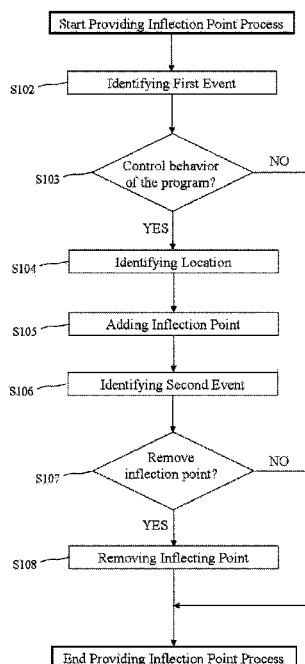 Start Providing Inflection Point Process
S102
Identifying First Event
S103
Control behavior
of the program?
NO
YES
S104
Identifying Location
S105
Adding Inflection Point
S106
Identifying Second Event
S107
Remove
inflection point?
NO
YES
S108
Removing Inflecting Point
End Providing Inflection Point Process